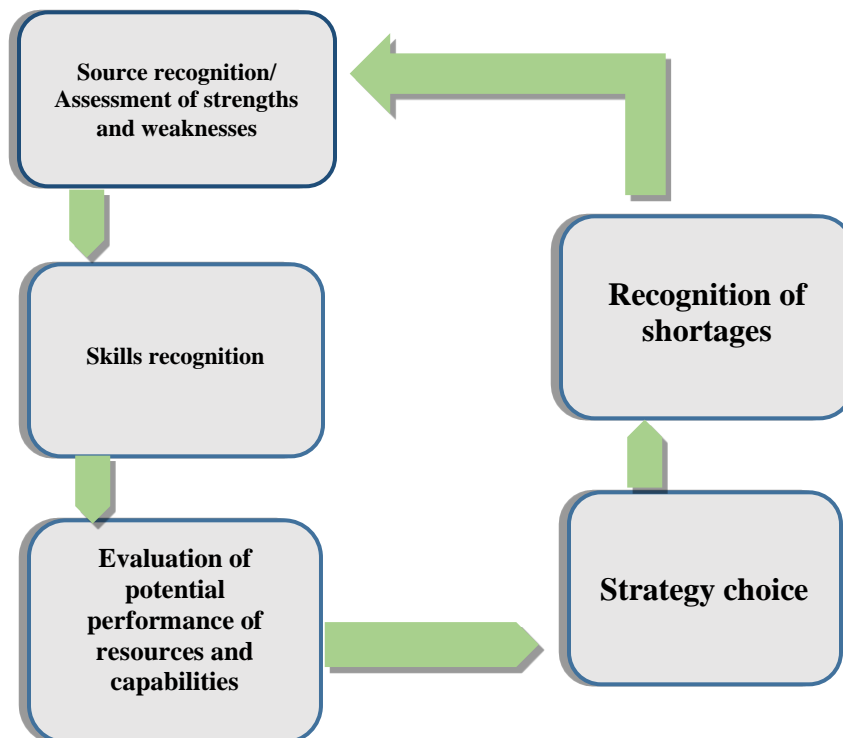 Source recognition/
Assessment of strengths
and weaknesses
Skills recognition
Evaluation of
potential
performance of
resources and
capabilities
Strategy choice
Recognition of
shortages